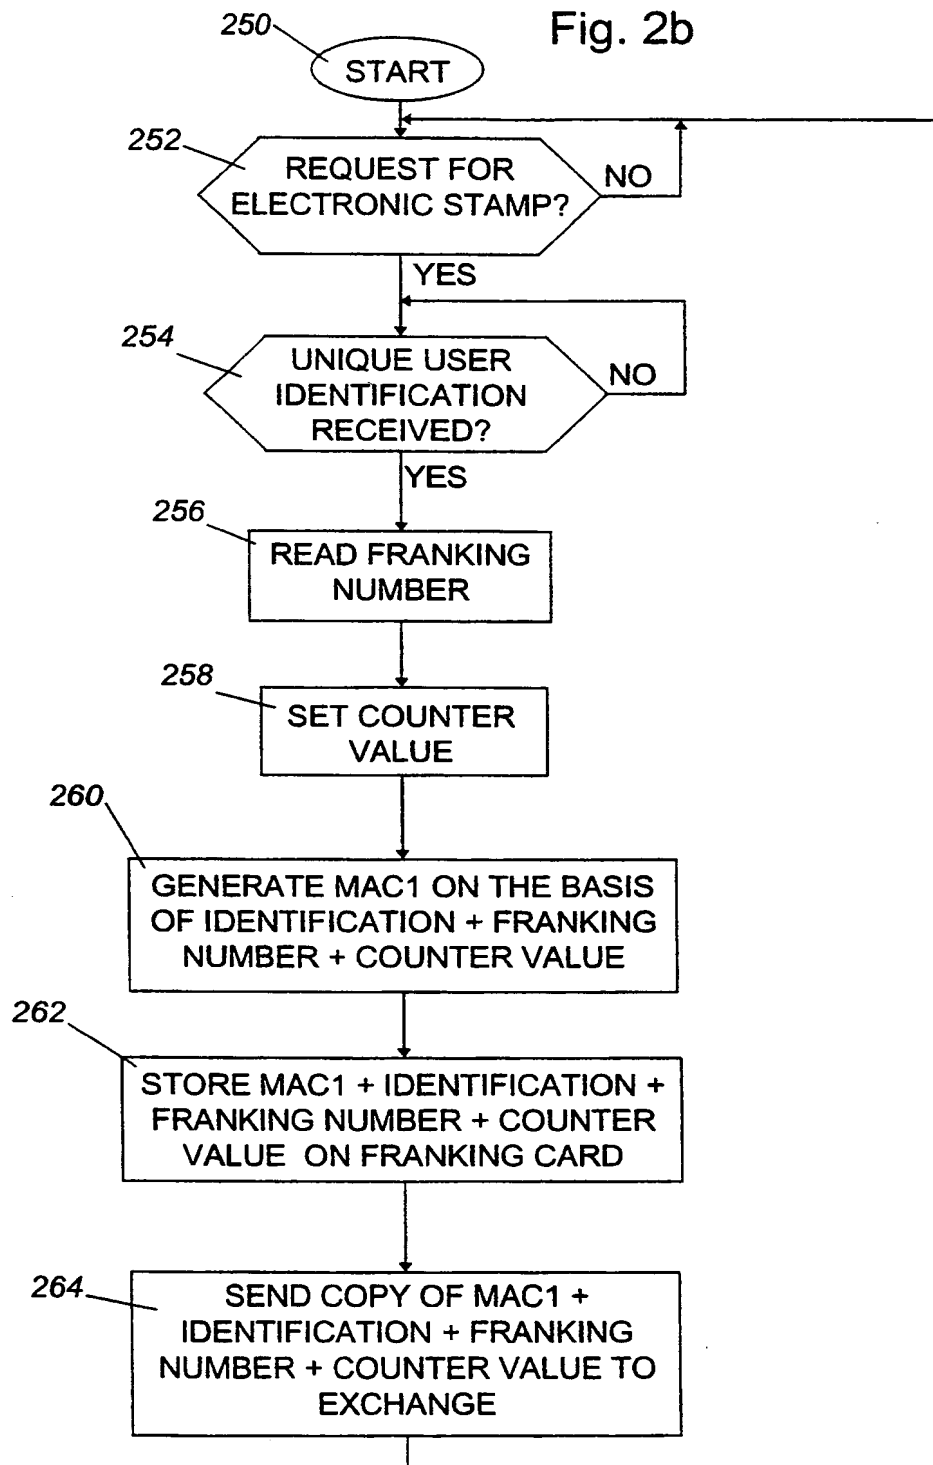 Fig. 2b
250
START
252
REQUEST FOR
ELECTRONIC STAMP?
NO
YES
254
UNIQUE USER
IDENTIFICATION
RECEIVED?
NO
YES
256
READ FRANKING
NUMBER
258
SET COUNTER
VALUE
260
GENERATE MAC1 ON THE BASIS
OF IDENTIFICATION + FRANKING
NUMBER + COUNTER VALUE
262
STORE MAC1 + IDENTIFICATION +
FRANKING NUMBER + COUNTER
VALUE ON FRANKING CARD
264
SEND COPY OF MAC1 +
IDENTIFICATION + FRANKING
NUMBER + COUNTER VALUE TO
EXCHANGE